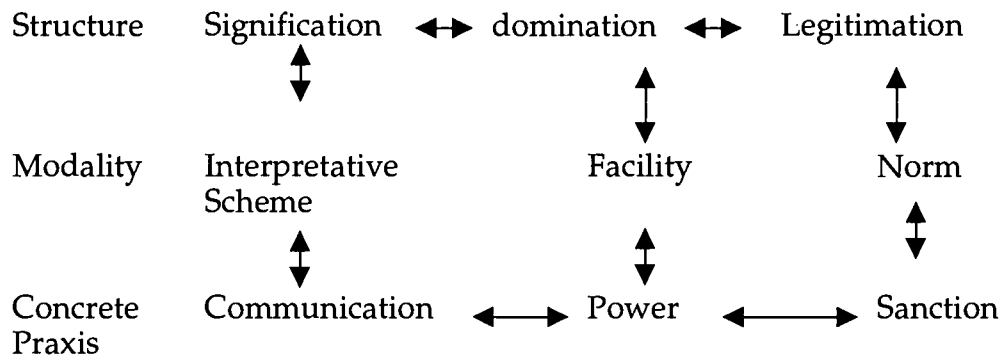 Structure Signification domination Legitimation
Modality Interpretative Facility Norm
Scheme
Concrete Communication Power Sanction
Praxis